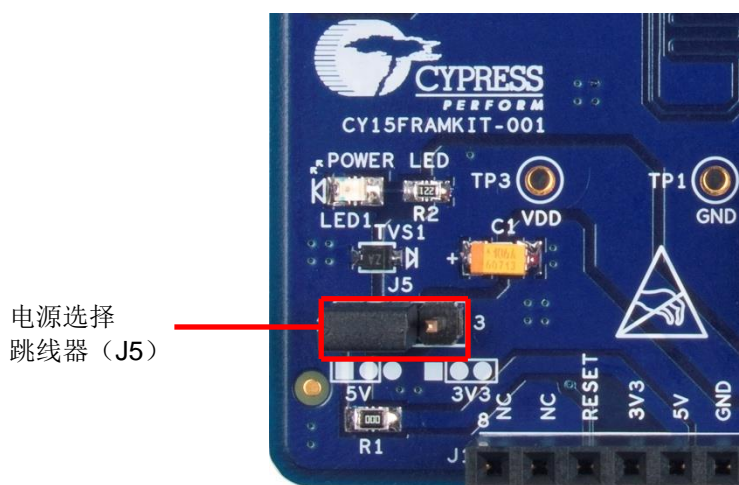 CYPRESS
PERFORM
CY15FRAMKIT-001
POWER LED
LED1
R2
TP3
VDD
TP1
GND
TVS1
C1
+
J5
3
电源选择
跳线器（J5）
5V
3V3
000
R1
8
NC
NC
RESET
3V3
5V
GND